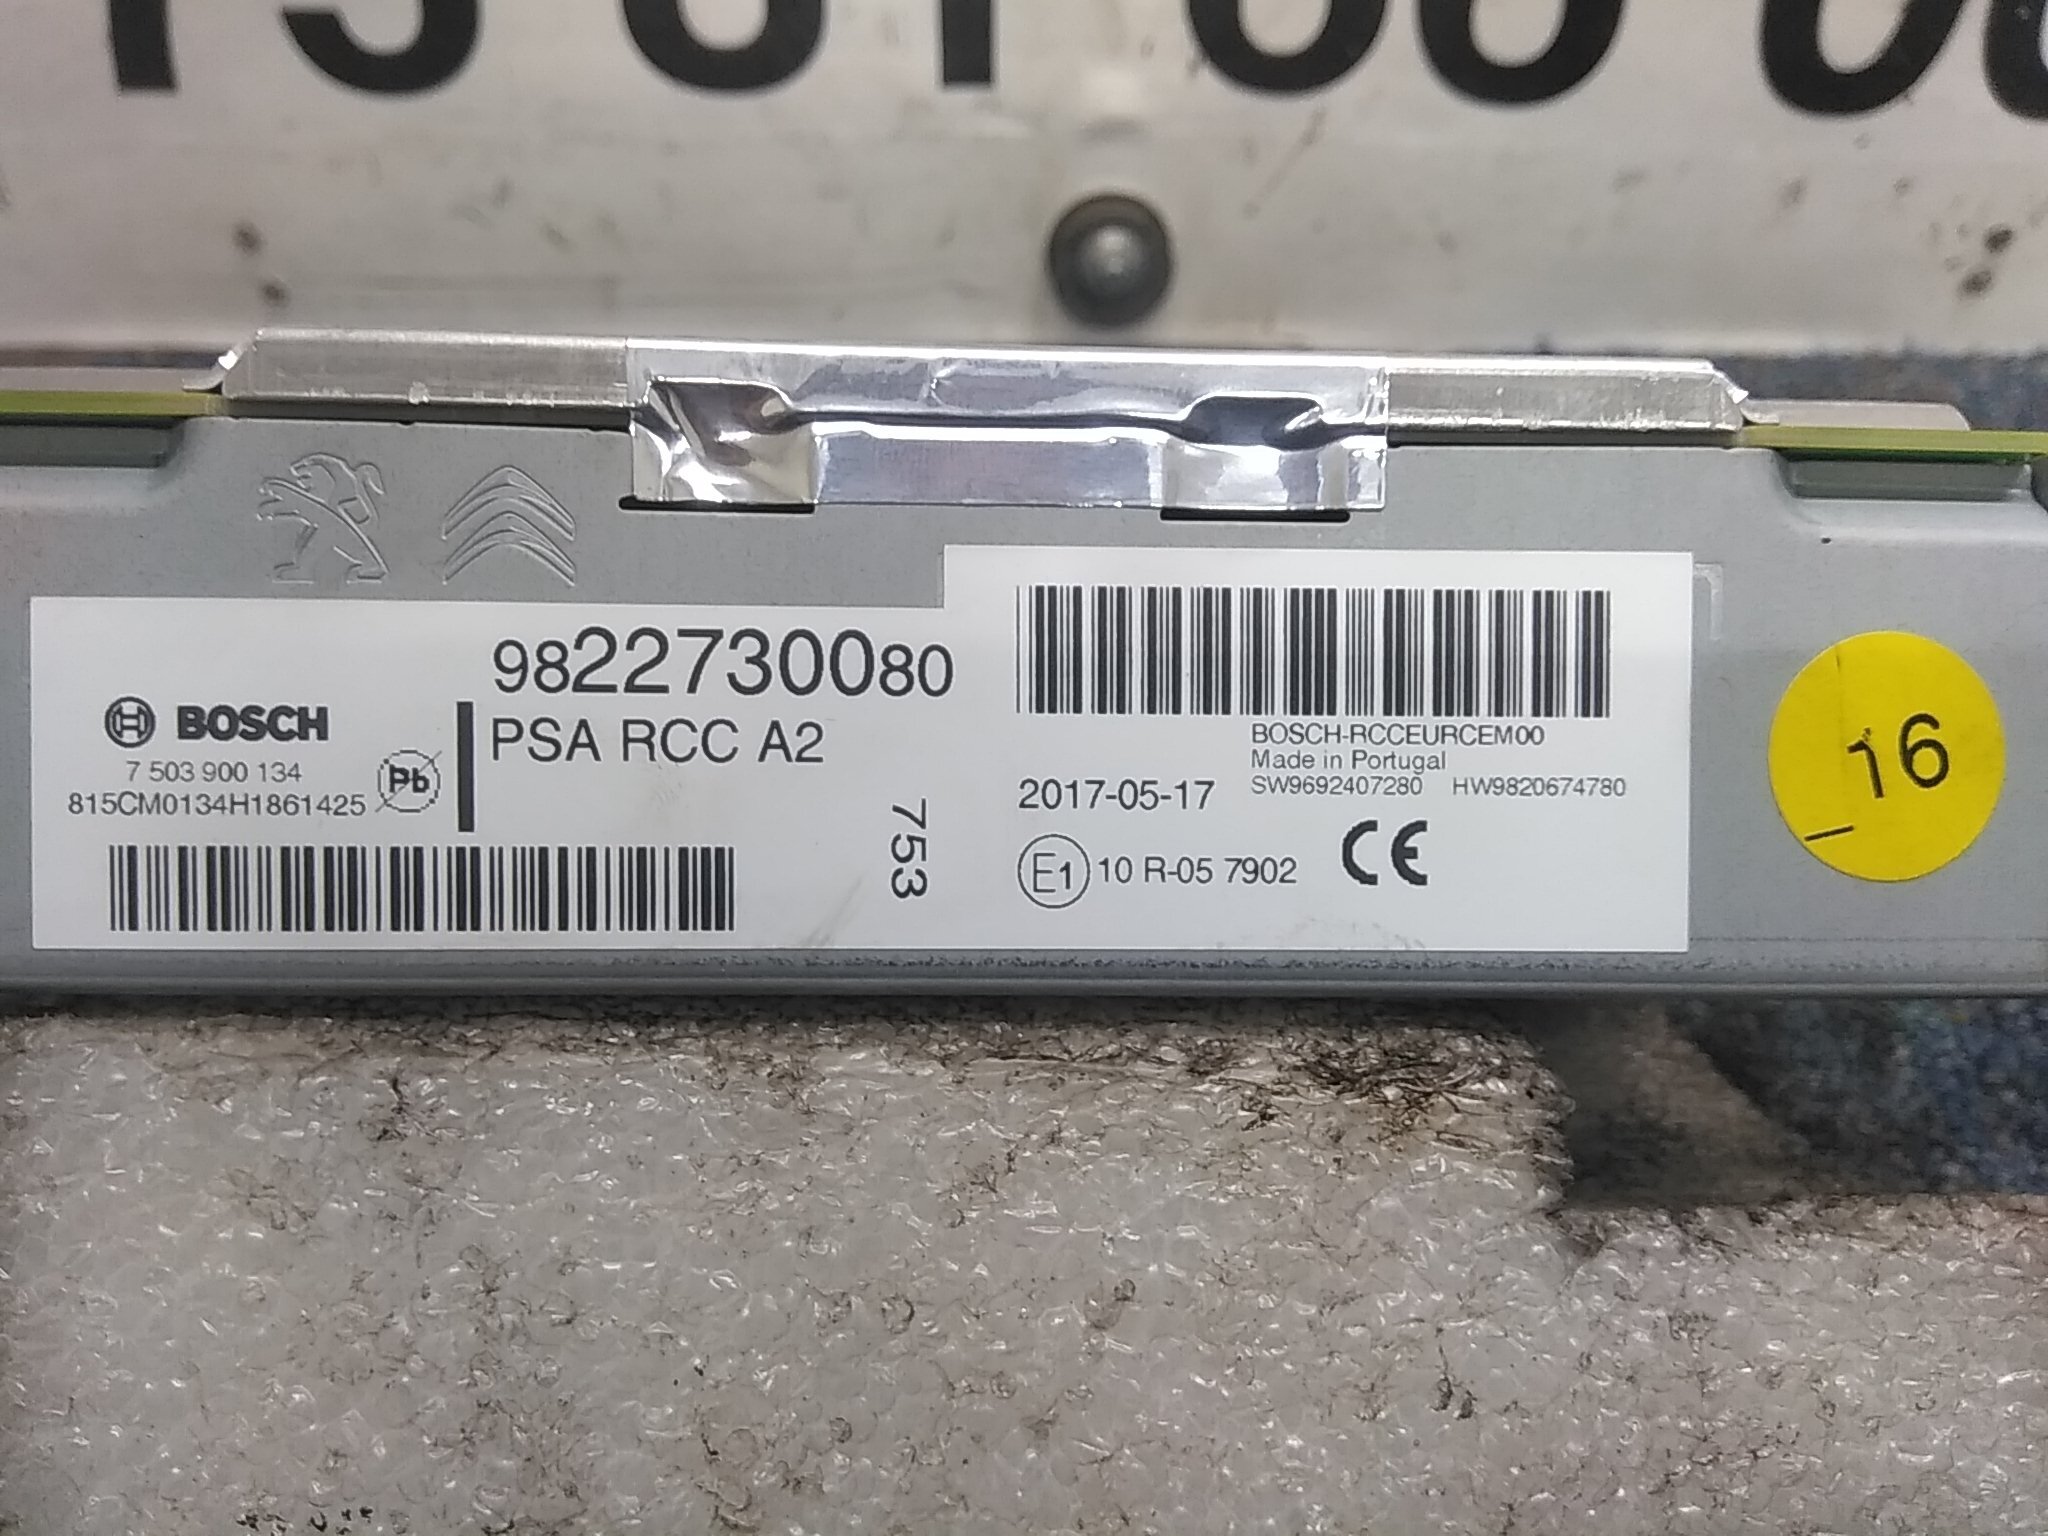 9822730080
PSA RCC A2
BOSCH
7 503 900 134
815CM0134H1861425
Pb
753
BOSCH-RCCEURCEM00
Made in Portugal
SW9692407280 HW9820674780
2017-05-17
E1 10 R-05 7902 CE
16